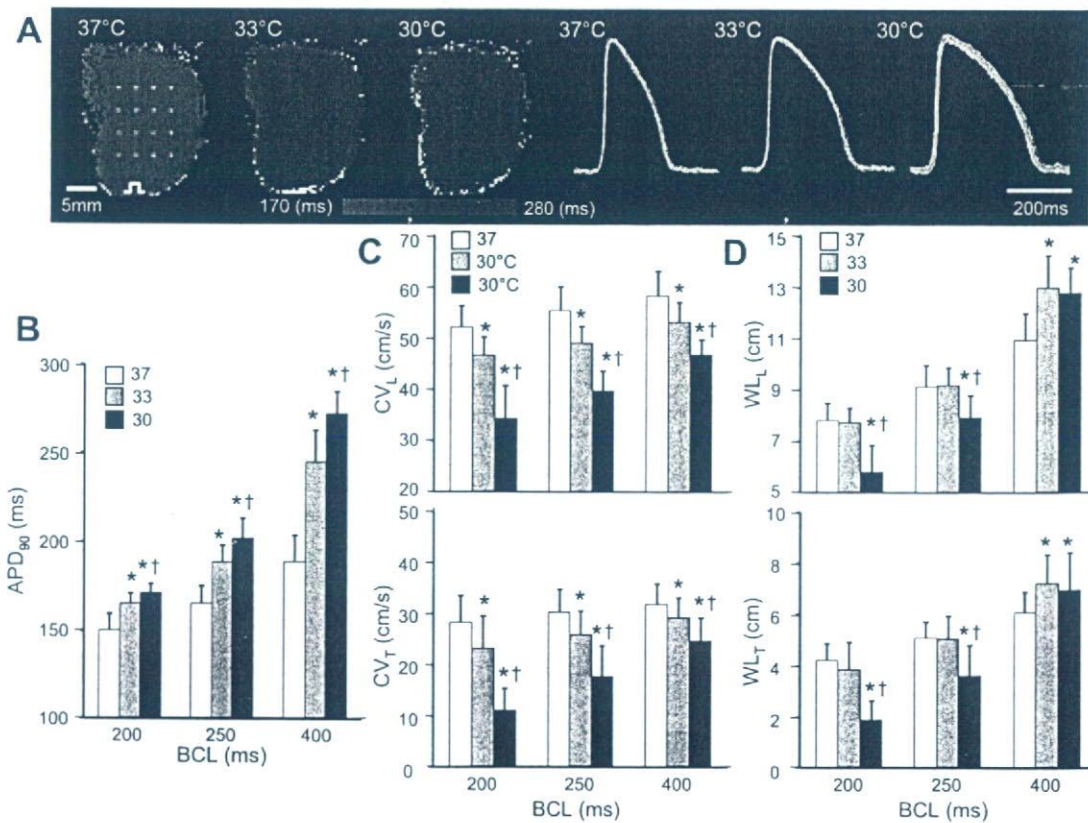 A
37°C 33°C 30°C 37°C 33°C 30°C
5mm
170 (ms) 280 (ms)
200ms
B
37
33
30
APD90 (ms)
300
250
200
150
100
* *† * *† * *†
200 250 400
BCL (ms)
C
37
30°C
30°C
CVL (cm/s)
70
60
50
40
30
20
* *† * *† * *†
CVT (cm/s)
50
40
30
20
10
0
* *† * *† * *†
200 250 400
BCL (ms)
D
37
33
30
WLL (cm)
15
13
11
9
7
5
*† *† * *
WLT (cm)
10
8
6
4
2
0
*† *† * *
200 250 400
BCL (ms)